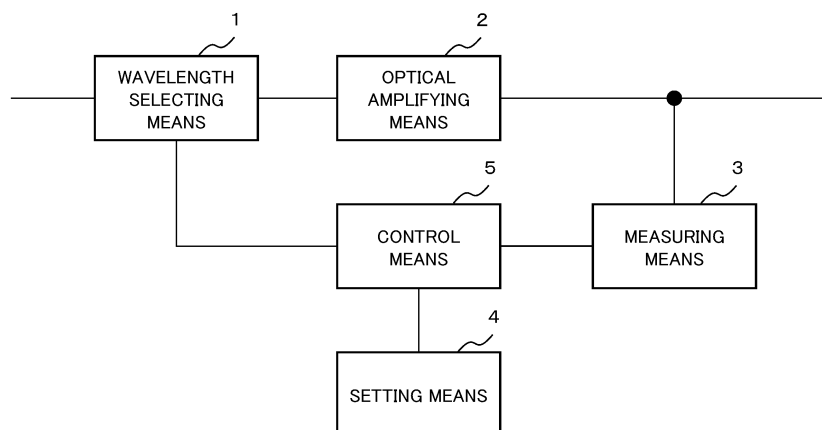 1
WAVELENGTH
SELECTING
MEANS
2
OPTICAL
AMPLIFYING
MEANS
5
CONTROL
MEANS
3
MEASURING
MEANS
4
SETTING MEANS